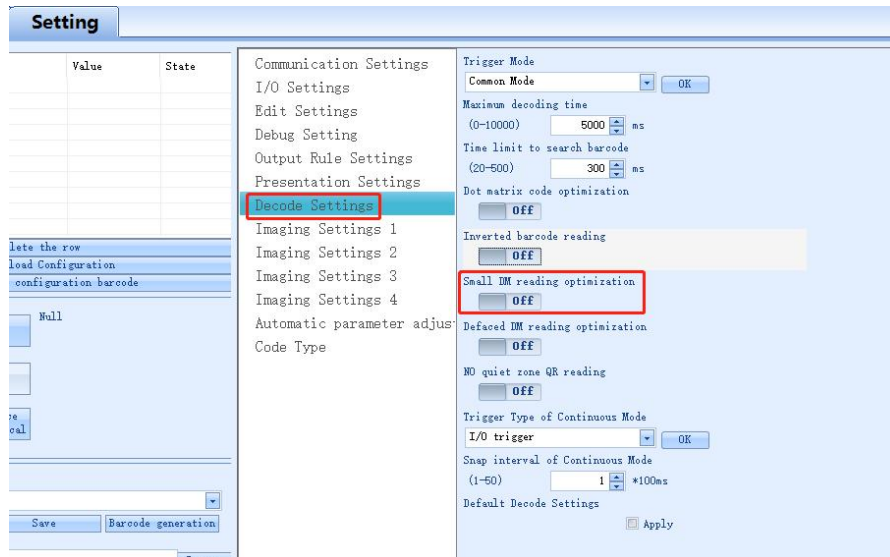 Setting
Value State
lete the row
load Configuration
configuration barcode
Null
Save Barcode generation
Communication Settings
I/O Settings
Edit Settings
Debug Setting
Output Rule Settings
Presentation Settings
Decode Settings
Imaging Settings 1
Imaging Settings 2
Imaging Settings 3
Imaging Settings 4
Automatic parameter adjus
Code Type
Trigger Mode
Common Mode OK
Maximum decoding time
(0-10000) 5000 ms
Time limit to search barcode
(20-500) 300 ms
Dot matrix code optimization
Off
Inverted barcode reading
Off
Small DM reading optimization
Off
Defaced DM reading optimization
Off
NO quiet zone QR reading
Off
Trigger Type of Continuous Mode
I/O trigger OK
Snap interval of Continuous Mode
(1-50) 1 *100ms
Default Decode Settings
Apply